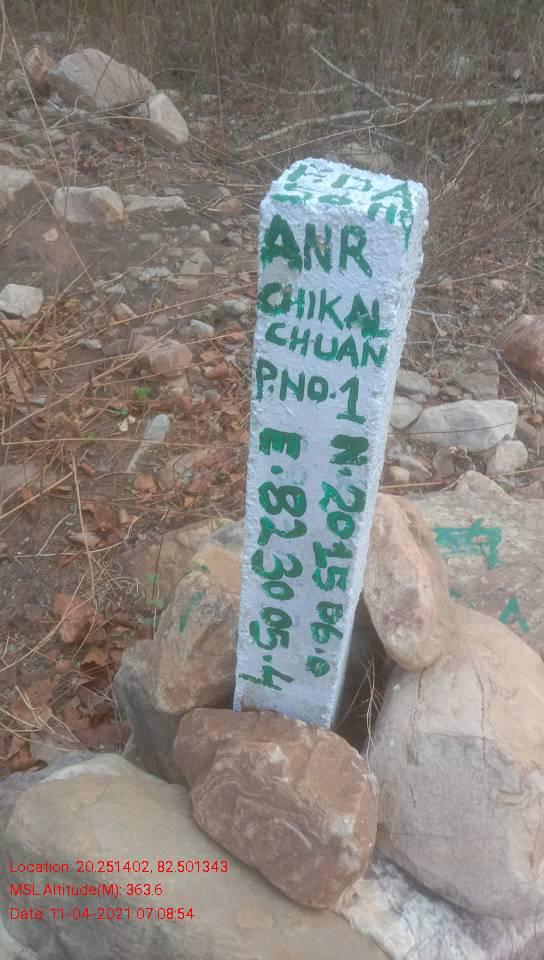 ANR
CHIKAL
CHUAN
P.NO.1
N.20 15 06.0
E.82 30 05.4
Location: 20.251402, 82.501343
MSL Altitude(M): 363.6
Date: 11-04-2021 07:08:54